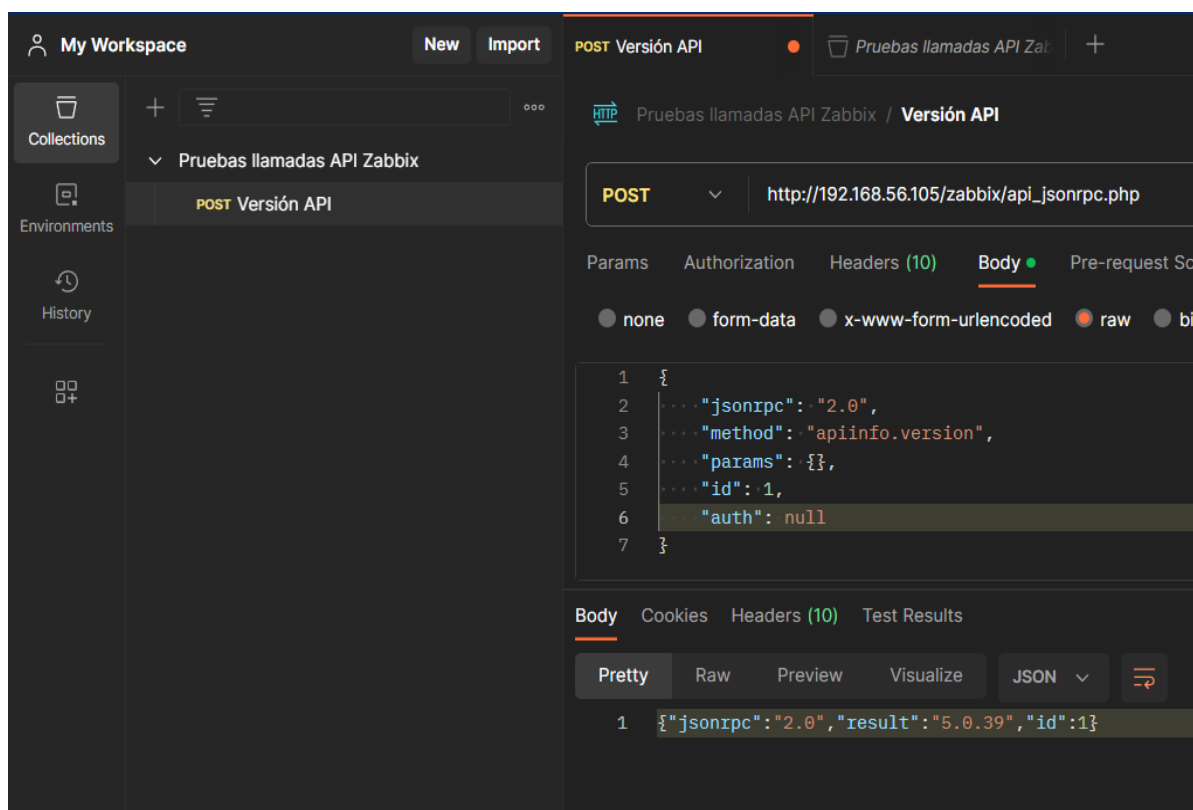 My Workspace
New
Import
POST Versión API
Pruebas llamadas API Zab
Collections
Environments
History
Pruebas llamadas API Zabbix
POST Versión API
HTTP Pruebas llamadas API Zabbix / Versión API
POST
http://192.168.56.105/zabbix/api_jsonrpc.php
Params Authorization Headers (10) Body Pre-request Sc
none form-data x-www-form-urlencoded raw bi
1 {
2 "jsonrpc": "2.0",
3 "method": "apiinfo.version",
4 "params": {},
5 "id": 1,
6 "auth": null
7 }
Body Cookies Headers (10) Test Results
Pretty Raw Preview Visualize JSON
1 {"jsonrpc":"2.0","result":"5.0.39","id":1}